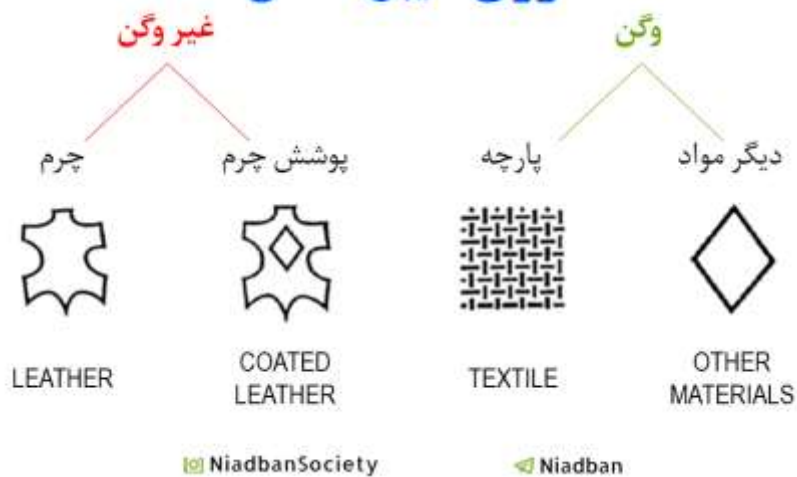 غیر وگن
وگن
چرم
پوشش چرم
پارچه
دیگر مواد
LEATHER
COATED
LEATHER
TEXTILE
OTHER
MATERIALS
NiadbanSociety
Niadban